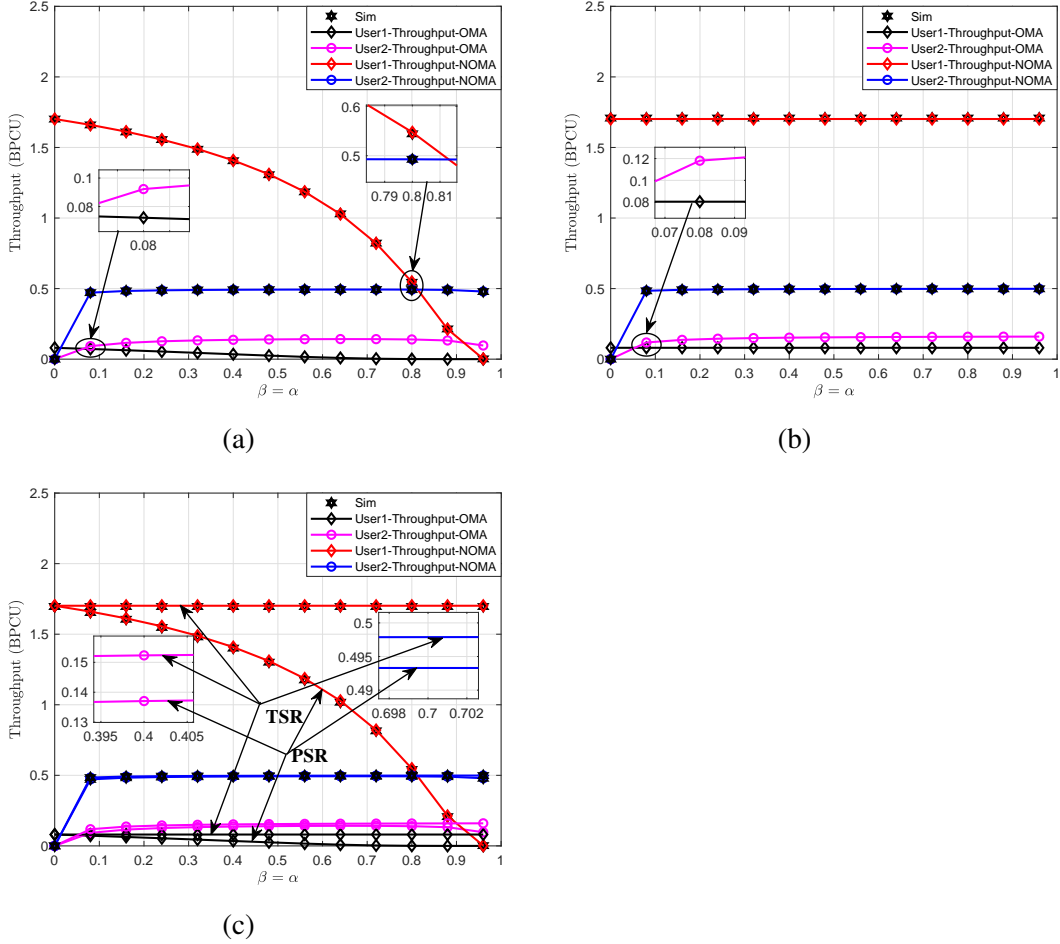 2.5
2
1.5
1
0.5
0
0 0.1 0.2 0.3 0.4 0.5 0.6 0.7 0.8 0.9 1
Throughput (BPCU)
β = α
Sim
User1-Throughput-OMA
User2-Throughput-OMA
User1-Throughput-NOMA
User2-Throughput-NOMA
0.1
0.08
0.08
0.6
0.5
0.79 0.8 0.81
(a)
2.5
2
1.5
1
0.5
0
0 0.1 0.2 0.3 0.4 0.5 0.6 0.7 0.8 0.9 1
Throughput (BPCU)
β = α
Sim
User1-Throughput-OMA
User2-Throughput-OMA
User1-Throughput-NOMA
User2-Throughput-NOMA
0.12
0.1
0.08
0.07 0.08 0.09
(b)
2.5
2
1.5
1
0.5
0
0 0.1 0.2 0.3 0.4 0.5 0.6 0.7 0.8 0.9 1
Throughput (BPCU)
β = α
Sim
User1-Throughput-OMA
User2-Throughput-OMA
User1-Throughput-NOMA
User2-Throughput-NOMA
0.15
0.14
0.13
0.395 0.4 0.405
0.5
0.495
0.49
0.698 0.7 0.702
TSR
PSR
(c)